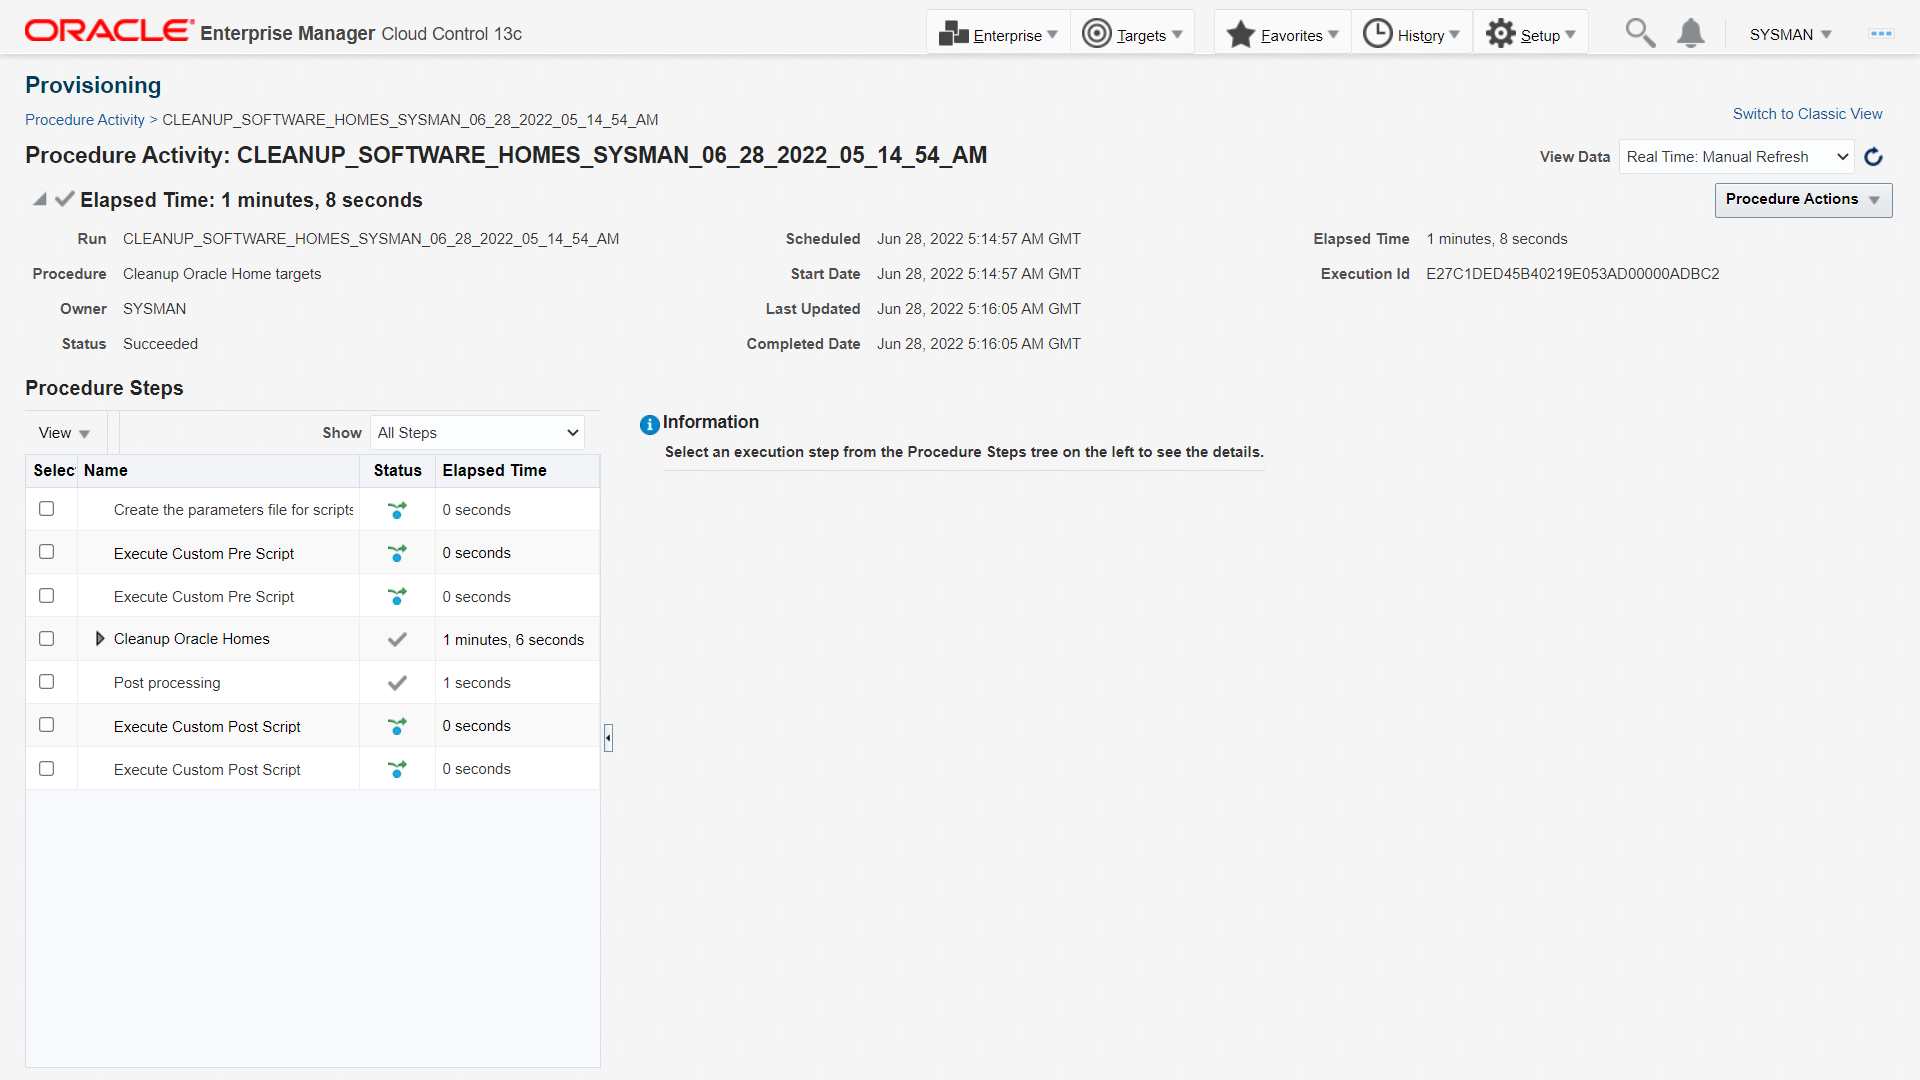 ORACLE Enterprise Manager Cloud Control 13c
Enterprise
Targets
Favorites
History
Setup
SYSMAN
Provisioning
Procedure Activity > CLEANUP_SOFTWARE_HOMES_SYSMAN_06_28_2022_05_14_54_AM
Switch to Classic View
Procedure Activity: CLEANUP_SOFTWARE_HOMES_SYSMAN_06_28_2022_05_14_54_AM
View Data Real Time: Manual Refresh
Elapsed Time: 1 minutes, 8 seconds
Procedure Actions
Run CLEANUP_SOFTWARE_HOMES_SYSMAN_06_28_2022_05_14_54_AM
Procedure Cleanup Oracle Home targets
Owner SYSMAN
Status Succeeded
Scheduled Jun 28, 2022 5:14:57 AM GMT
Start Date Jun 28, 2022 5:14:57 AM GMT
Last Updated Jun 28, 2022 5:16:05 AM GMT
Completed Date Jun 28, 2022 5:16:05 AM GMT
Elapsed Time 1 minutes, 8 seconds
Execution Id E27C1DED45B40219E053AD00000ADBC2
Procedure Steps
View Show All Steps
Selec Name Status Elapsed Time
Create the parameters file for scripts 0 seconds
Execute Custom Pre Script 0 seconds
Execute Custom Pre Script 0 seconds
Cleanup Oracle Homes 1 minutes, 6 seconds
Post processing 1 seconds
Execute Custom Post Script 0 seconds
Execute Custom Post Script 0 seconds
Information
Select an execution step from the Procedure Steps tree on the left to see the details.